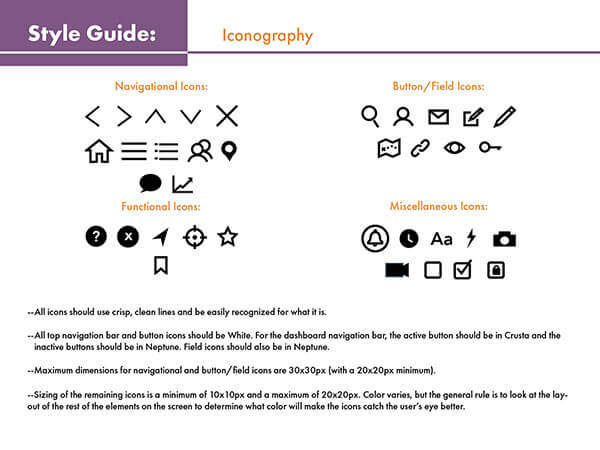 Style Guide:
Iconography
Navigational Icons:
Button/Field Icons:
Functional Icons:
Miscellaneous Icons:
?
x
Aa
--All icons should use crisp, clean lines and be easily recognized for what it is.
--All top navigation bar and button icons should be White. For the dashboard navigation bar, the active button should be in Crusta and the
inactive buttons should be in Neptune. Field icons should also be in Neptune.
--Maximum dimensions for navigational and button/field icons are 30x30px (with a 20x20px minimum).
--Sizing of the remaining icons is a minimum of 10x10px and a maximum of 20x20px. Color varies, but the general rule is to look at the lay-
out of the rest of the elements on the screen to determine what color will make the icons catch the user's eye better.